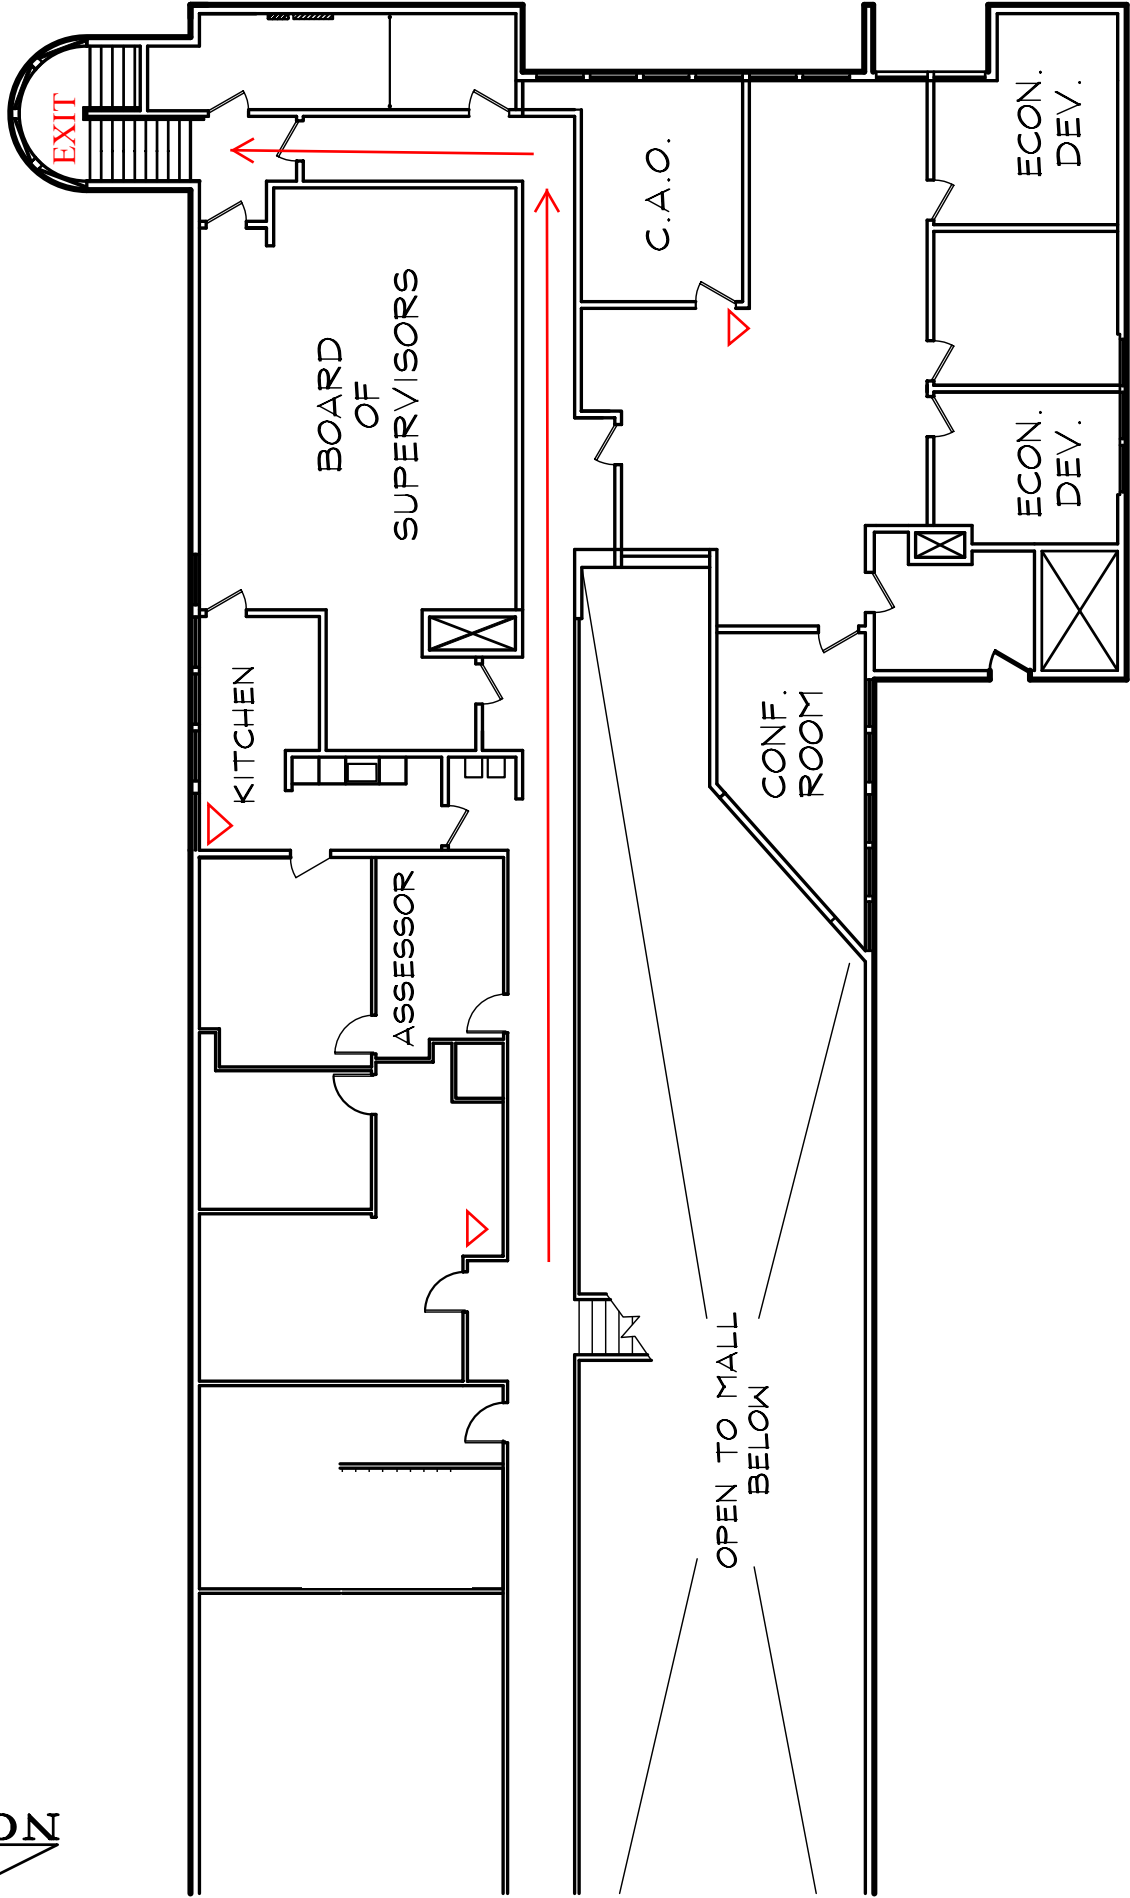 EXIT
ECON.
DEV.
C.A.O.
BOARD
OF
SUPERVISORS
ECON.
DEV.
KITCHEN
CONF.
ROOM
ASSESSOR
OPEN TO MALL
BELOW